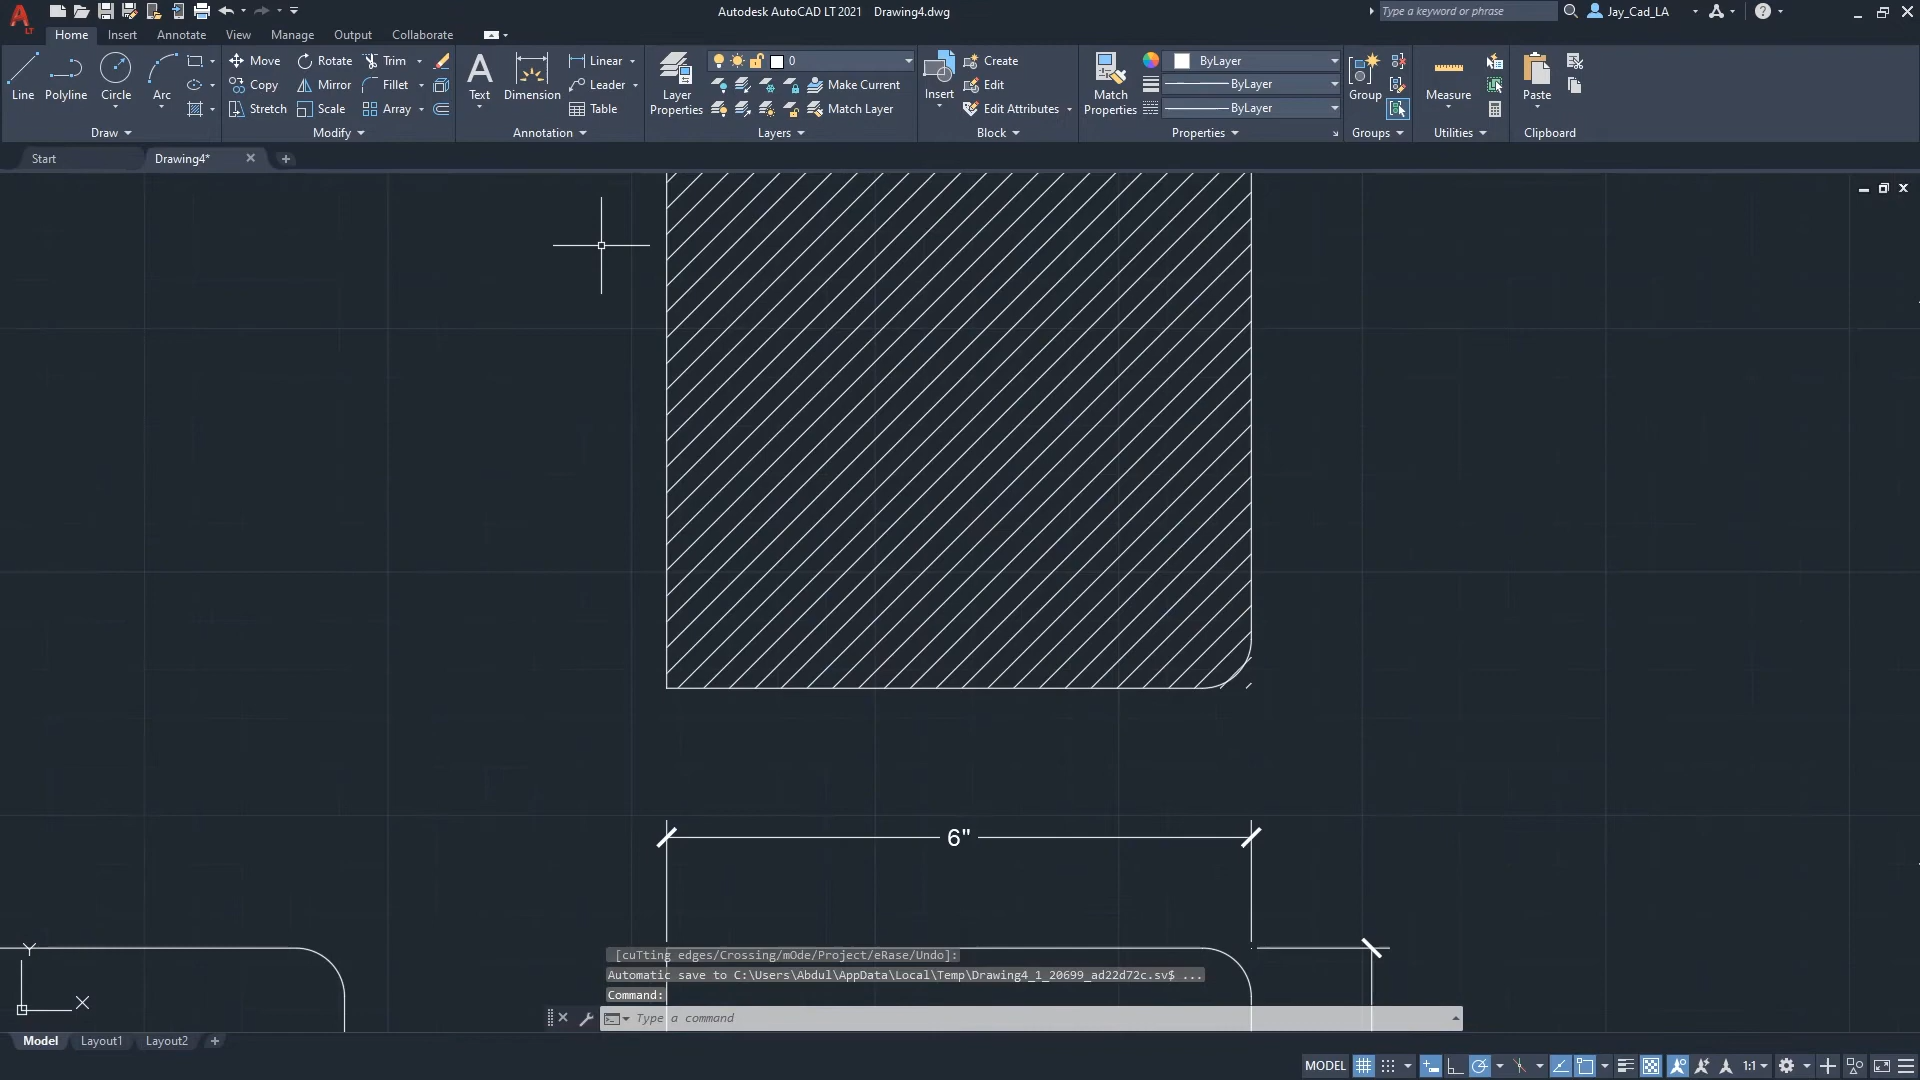 Autodesk AutoCAD LT 2021 Drawing4.dwg
Type a keyword or phrase
Jay_Cad_LA
Home Insert Annotate View Manage Output Collaborate
Line Polyline Circle Arc
Move Rotate Trim
Copy Mirror Fillet
Stretch Scale Array
Text Dimension
Linear
Leader
Table
Layer Properties
0
Make Current
Match Layer
Insert
Create
Edit
Edit Attributes
Match Properties
ByLayer
ByLayer
ByLayer
Group
Measure
Paste
Draw Modify Annotation Layers Block Properties Groups Utilities Clipboard
Start Drawing4*
6"
Y
X
[cuTting edges/Crossing/mOde/Project/eRase/Undo]:
Automatic save to C:\Users\Abdul\AppData\Local\Temp\Drawing4_1_20699_ad22d72c.sv$ ...
Command:
Type a command
Model Layout1 Layout2
MODEL 1:1